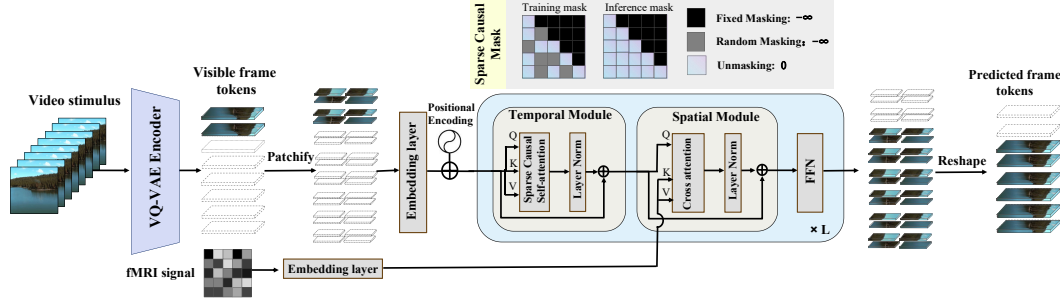 Sparse Causal
Mask
Training mask
Inference mask
Fixed Masking: −∞
Random Masking: −∞
Unmasking: 0
Video stimulus
VQ-VAE Encoder
Visible frame
tokens
Patchify
Embedding layer
Positional
Encoding
Temporal Module
Q
K
V
Sparse Causal
Self-attention
Layer Norm
Spatial Module
Q
K
V
Cross attention
Layer Norm
FFN
× L
Reshape
Predicted frame
tokens
fMRI signal
Embedding layer